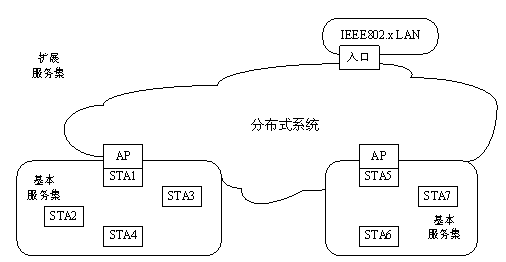 IEEE802.x LAN
入口
扩展
服务集
分布式系统
AP
STA1
基本
服务集
STA2
STA3
STA4
AP
STA5
STA7
STA6
基本
服务集